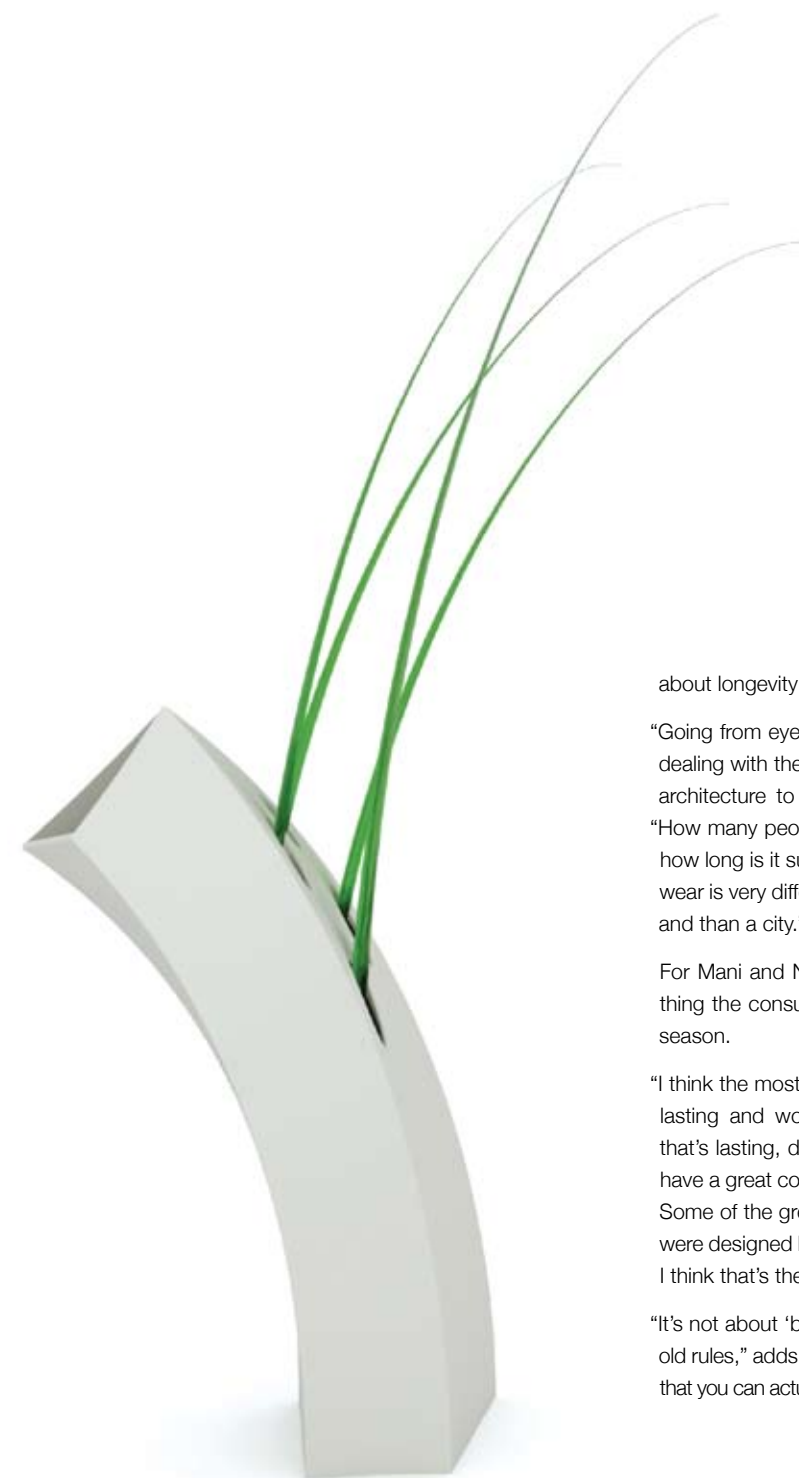 about longevity
“Going from eye
dealing with the
architecture to
“How many peo
how long is it su
wear is very diff
and than a city.
For Mani and N
thing the consu
season.
“I think the most
lasting and wo
that’s lasting, d
have a great co
Some of the gre
were designed
I think that’s the
“It’s not about ‘b
old rules,” adds
that you can actu